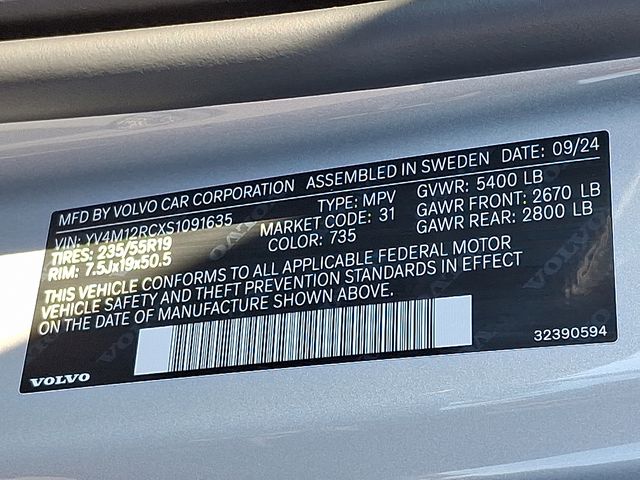 MFD BY VOLVO CAR CORPORATION ASSEMBLED IN SWEDEN DATE: 09/24
VIN: YV4M12RCXS1091635 TYPE: MPV GVWR: 5400 LB
TIRES: 235/55R19 MARKET CODE: 31 GAWR FRONT: 2670 LB
RIM: 7.5Jx19x50.5 COLOR: 735 GAWR REAR: 2800 LB
THIS VEHICLE CONFORMS TO ALL APPLICABLE FEDERAL MOTOR
VEHICLE SAFETY AND THEFT PREVENTION STANDARDS IN EFFECT
ON THE DATE OF MANUFACTURE SHOWN ABOVE.
32390594
VOLVO